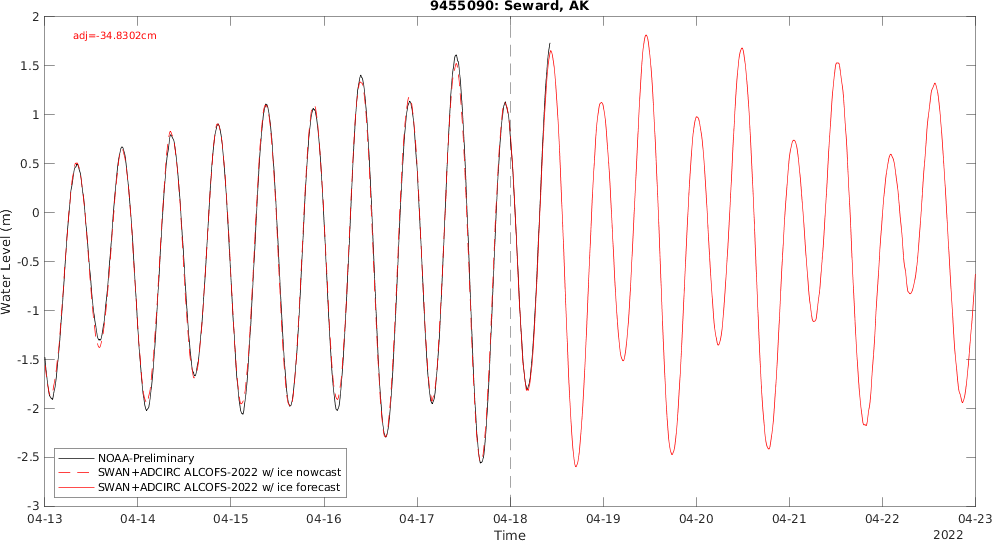 9455090: Seward, AK
adj=-34.8302cm
2
1.5
1
0.5
0
-0.5
-1
-1.5
-2
-2.5
-3
Water Level (m)
NOAA-Preliminary
SWAN+ADCIRC ALCOFS-2022 w/ ice nowcast
SWAN+ADCIRC ALCOFS-2022 w/ ice forecast
04-13 04-14 04-15 04-16 04-17 04-18 04-19 04-20 04-21 04-22 04-23
Time
2022